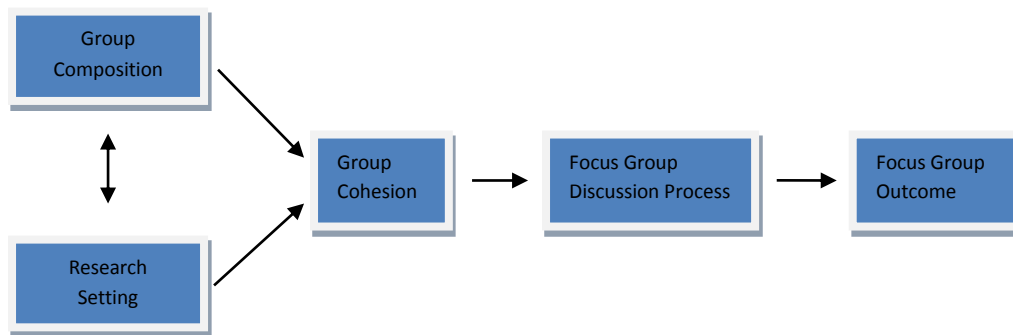 Group
Composition
Research
Setting
Group
Cohesion
Focus Group
Discussion Process
Focus Group
Outcome